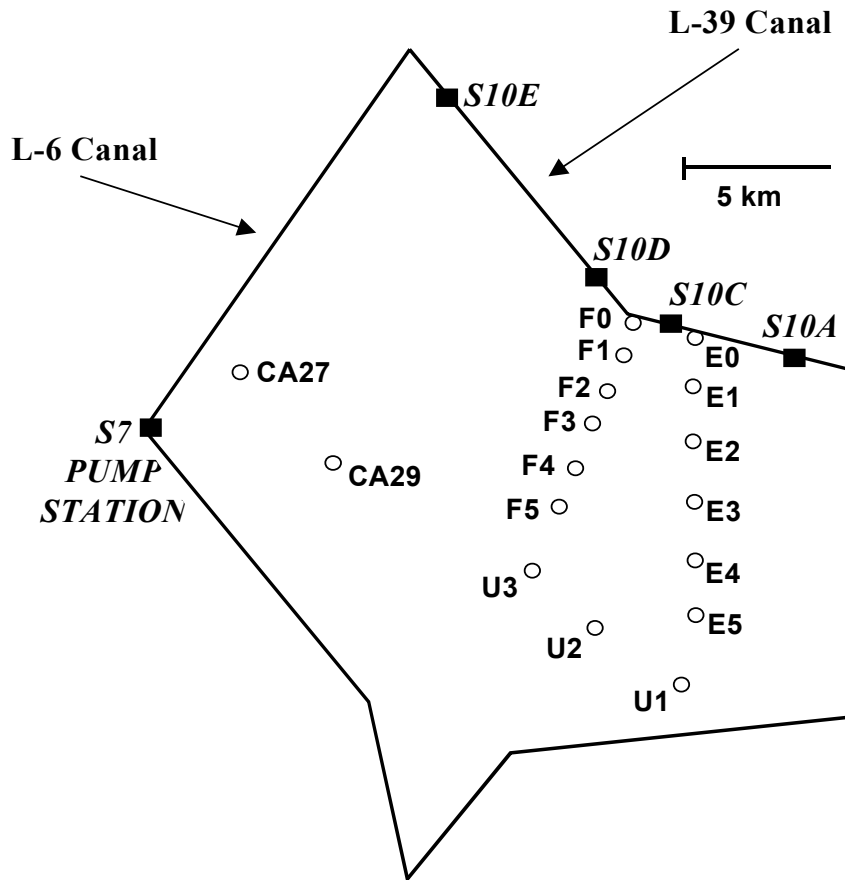 L-39 Canal
S10E
L-6 Canal
5 km
S10D
S10C
F0
S10A
F1
E0
CA27
F2
E1
F3
S7
PUMP
STATION
E2
F4
CA29
F5
E3
U3
E4
E5
U2
U1